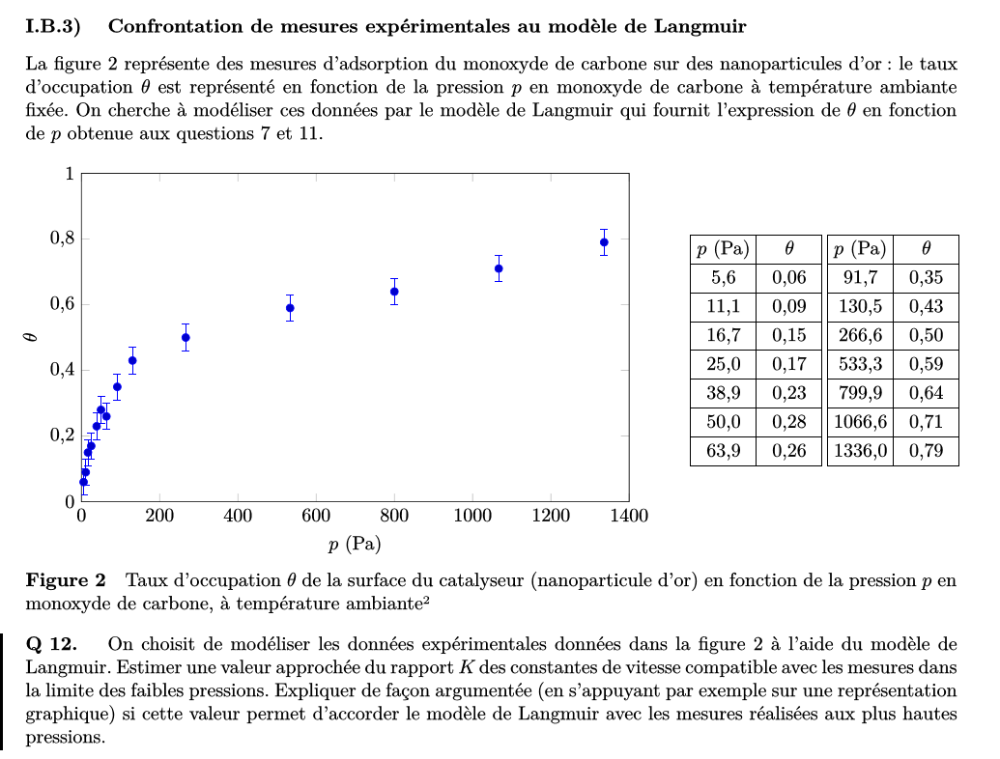 I.B.3) Confrontation de mesures expérimentales au modèle de Langmuir
La figure 2 représente des mesures d'adsorption du monoxyde de carbone sur des nanoparticules d'or : le taux
d'occupation θ est représenté en fonction de la pression p en monoxyde de carbone à température ambiante
fixée. On cherche à modéliser ces données par le modèle de Langmuir qui fournit l'expression de θ en fonction
de p obtenue aux questions 7 et 11.
1
0,8
0,6
0,4
0,2
0
θ
0 200 400 600 800 1000 1200 1400
p (Pa)
p (Pa) θ p (Pa) θ
5,6 0,06 91,7 0,35
11,1 0,09 130,5 0,43
16,7 0,15 266,6 0,50
25,0 0,17 533,3 0,59
38,9 0,23 799,9 0,64
50,0 0,28 1066,6 0,71
63,9 0,26 1336,0 0,79
Figure 2 Taux d'occupation θ de la surface du catalyseur (nanoparticule d'or) en fonction de la pression p en
monoxyde de carbone, à température ambiante²
Q 12. On choisit de modéliser les données expérimentales données dans la figure 2 à l'aide du modèle de
Langmuir. Estimer une valeur approchée du rapport K des constantes de vitesse compatible avec les mesures dans
la limite des faibles pressions. Expliquer de façon argumentée (en s'appuyant par exemple sur une représentation
graphique) si cette valeur permet d'accorder le modèle de Langmuir avec les mesures réalisées aux plus hautes
pressions.